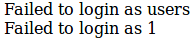 Failed to login as users
Failed to login as 1